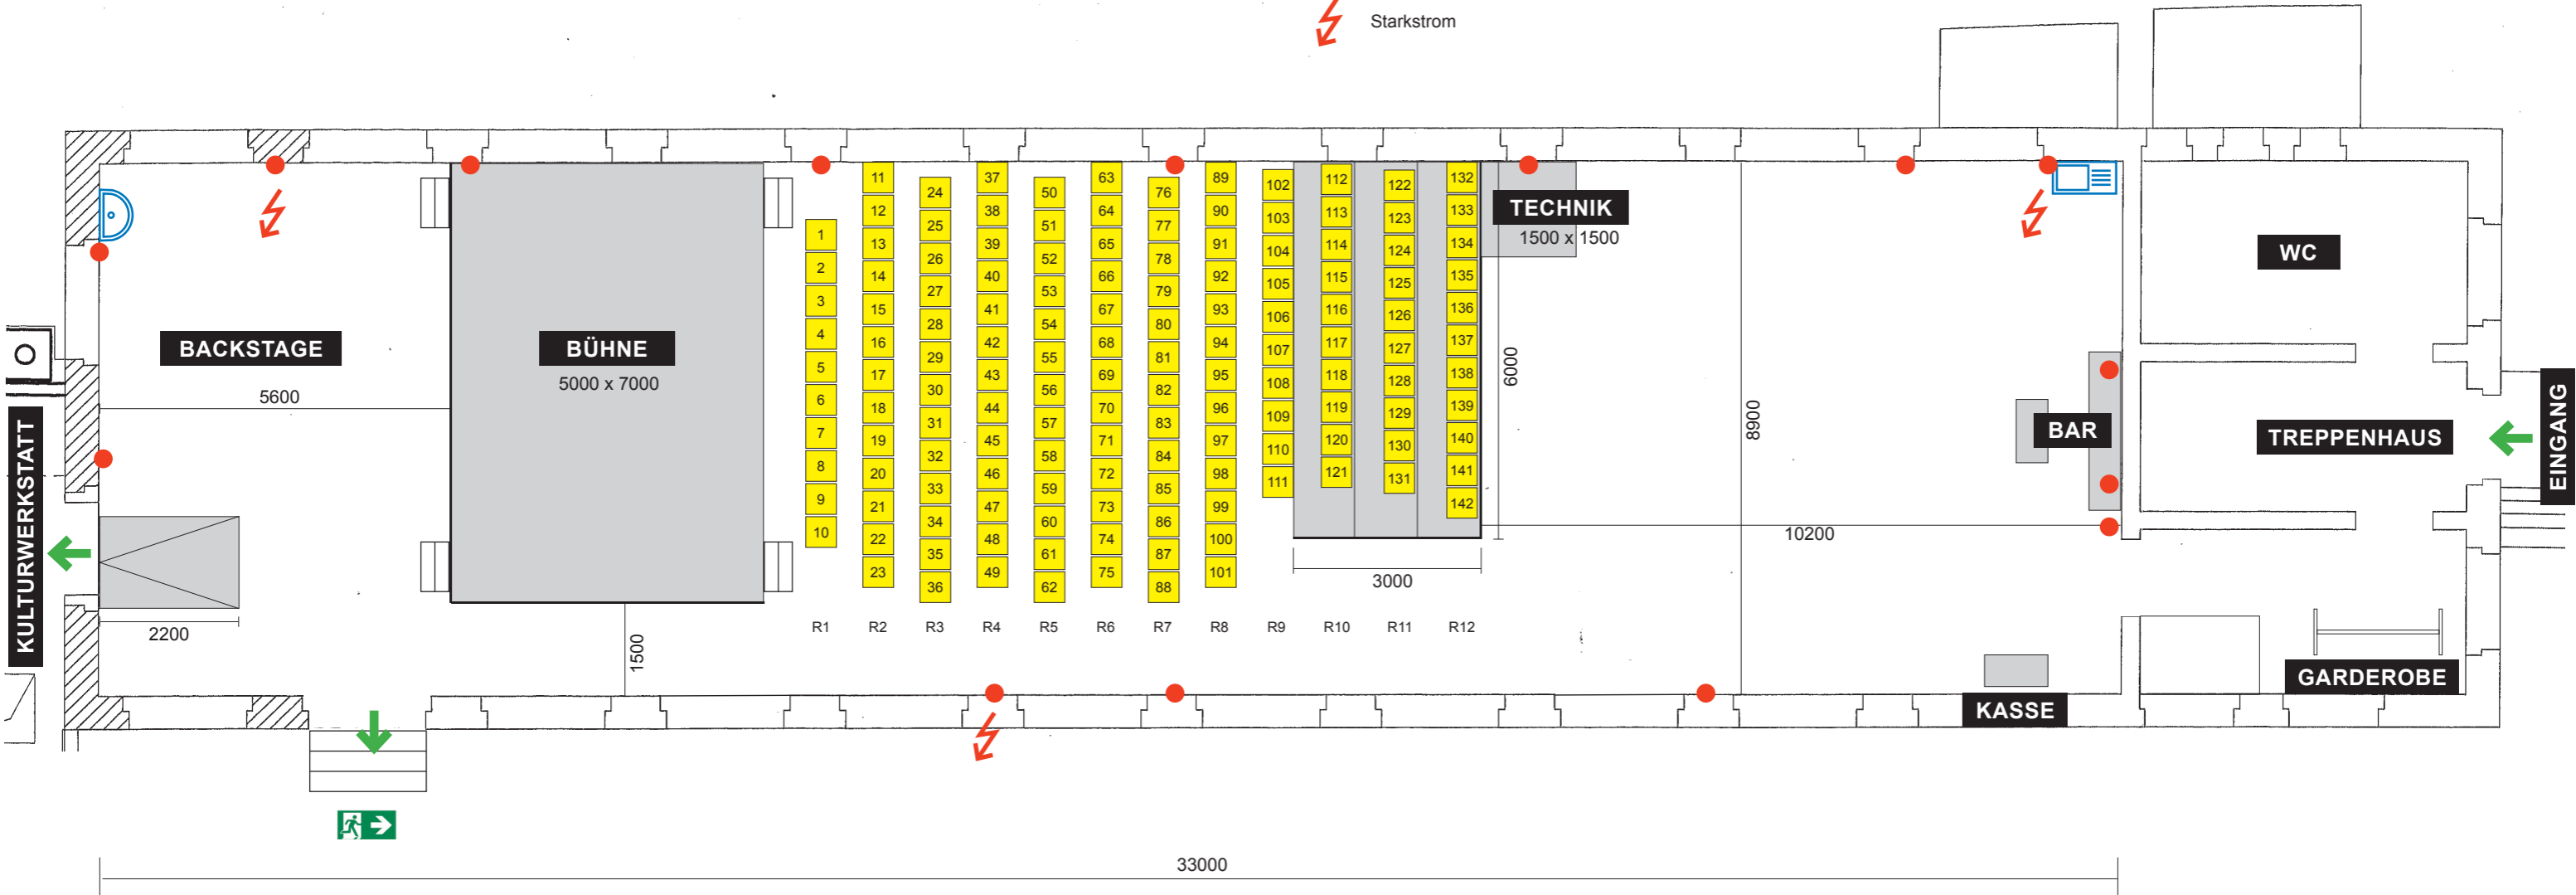 Starkstrom
BACKSTAGE
5600
BÜHNE
5000 x 7000
TECHNIK
1500 x 1500
WC
BAR
TREPPENHAUS
EINGANG
KULTURWERKSTATT
2200
1500
6000
3000
8900
10200
KASSE
GARDEROBE
33000
1 2 3 4 5 6 7 8 9 10
11 12 13 14 15 16 17 18 19 20 21 22 23
24 25 26 27 28 29 30 31 32 33 34 35 36
37 38 39 40 41 42 43 44 45 46 47 48 49
50 51 52 53 54 55 56 57 58 59 60 61 62
63 64 65 66 67 68 69 70 71 72 73 74 75
76 77 78 79 80 81 82 83 84 85 86 87 88
89 90 91 92 93 94 95 96 97 98 99 100 101
102 103 104 105 106 107 108 109 110 111
112 113 114 115 116 117 118 119 120 121
122 123 124 125 126 127 128 129 130 131
132 133 134 135 136 137 138 139 140 141 142
R1 R2 R3 R4 R5 R6 R7 R8 R9 R10 R11 R12